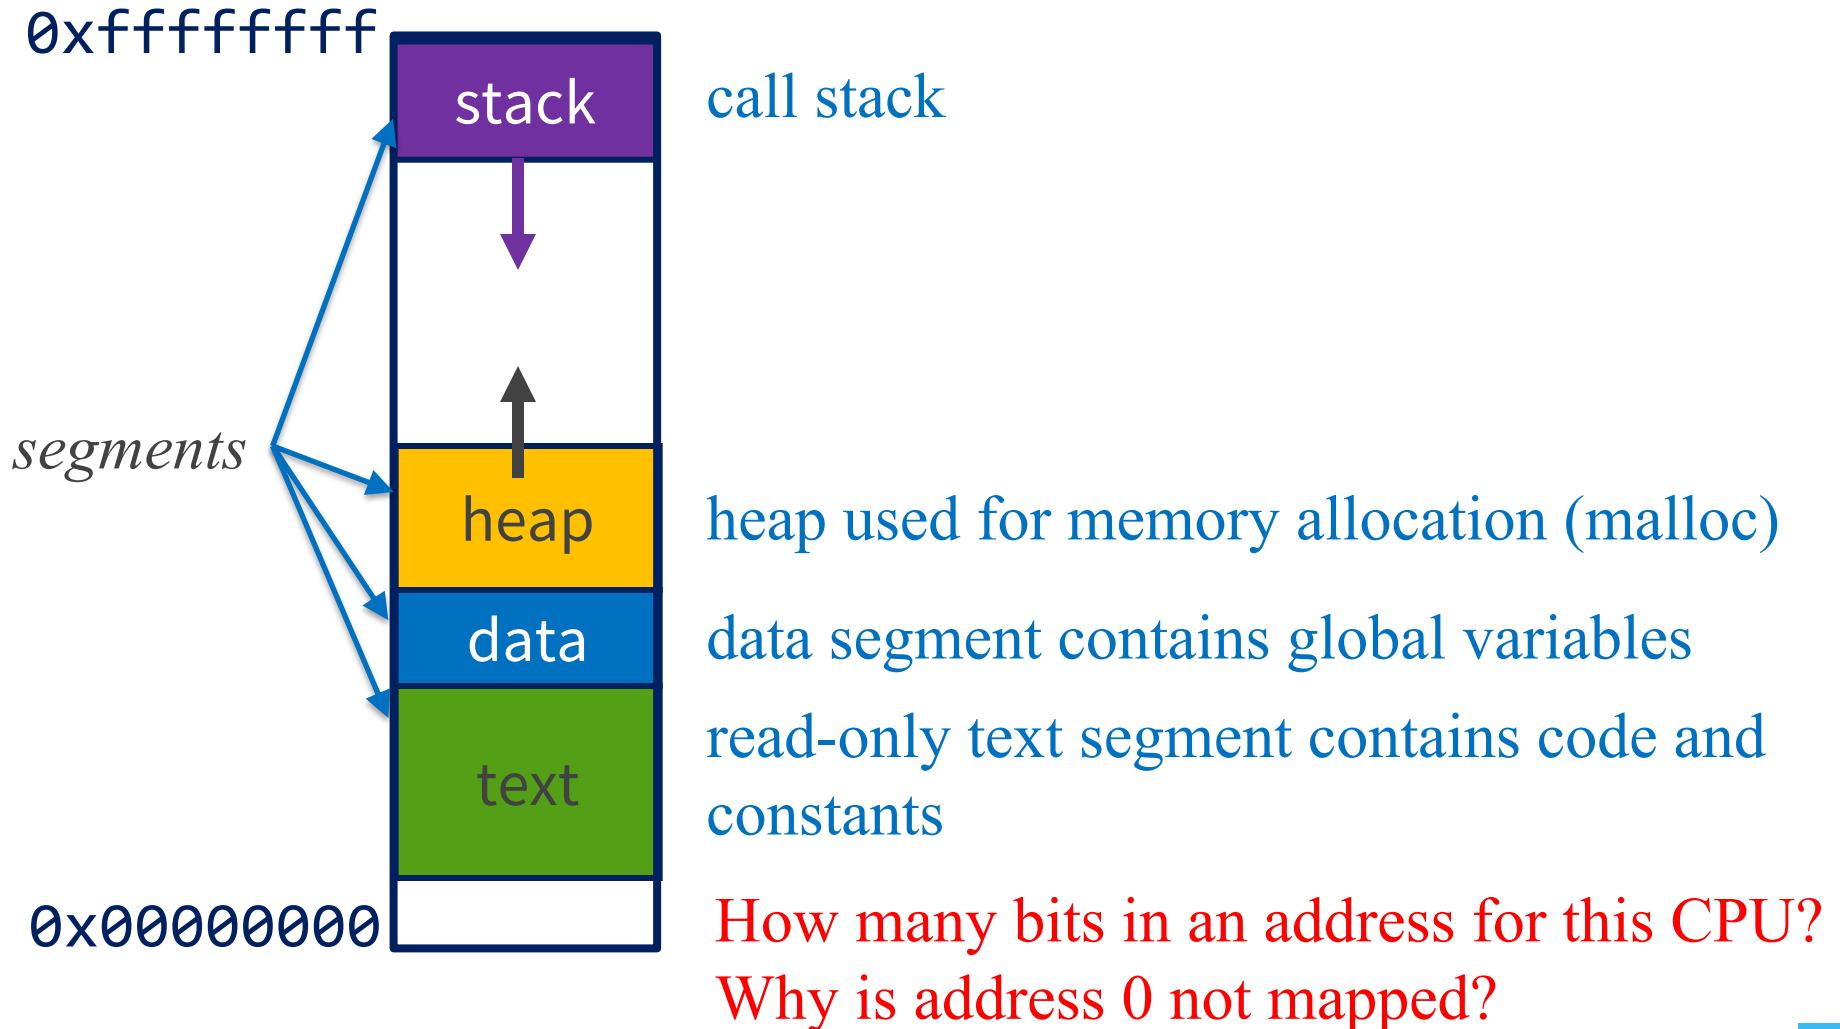 0xffffffff
stack
call stack
segments
heap
heap used for memory allocation (malloc)
data
data segment contains global variables
text
read-only text segment contains code and
constants
0x00000000
How many bits in an address for this CPU?
Why is address 0 not mapped?